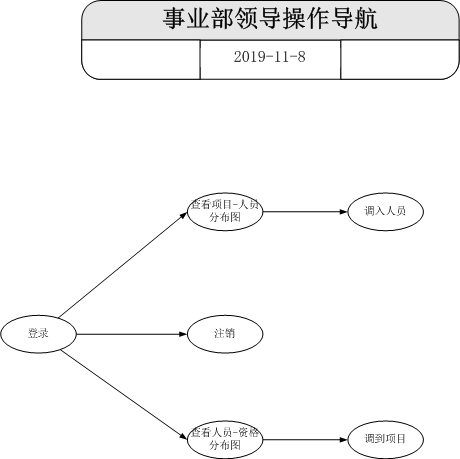 事业部领导操作导航
2019-11-8
查看项目-人员
分布图
调入人员
登录
注销
查看人员-资格
分布图
调到项目